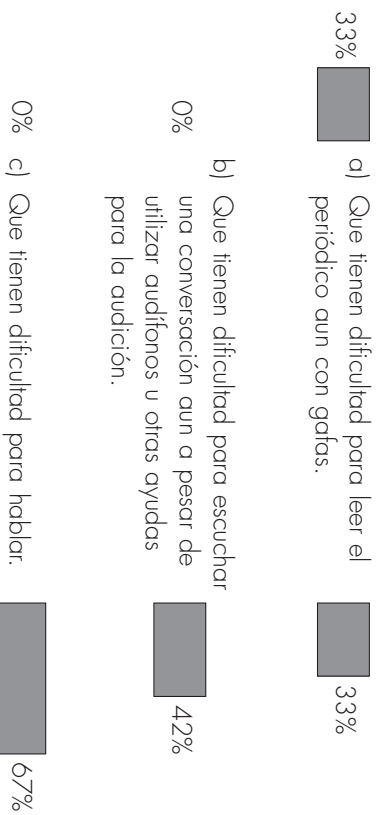 33%
a) Que tienen dificultad para leer el
periódico aun con gafas.
33%
0%
b) Que tienen dificultad para escuchar
una conversación aun a pesar de
utilizar audífonos u otras ayudas
para la audición.
42%
0%
c) Que tienen dificultad para hablar.
67%